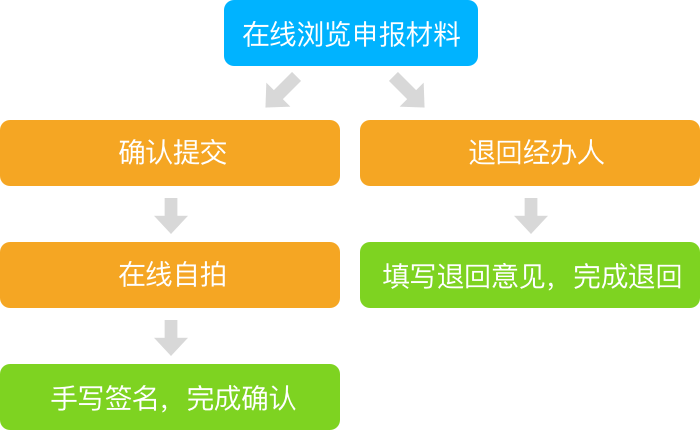 在线浏览申报材料
确认提交
退回经办人
在线自拍
填写退回意见，完成退回
手写签名，完成确认